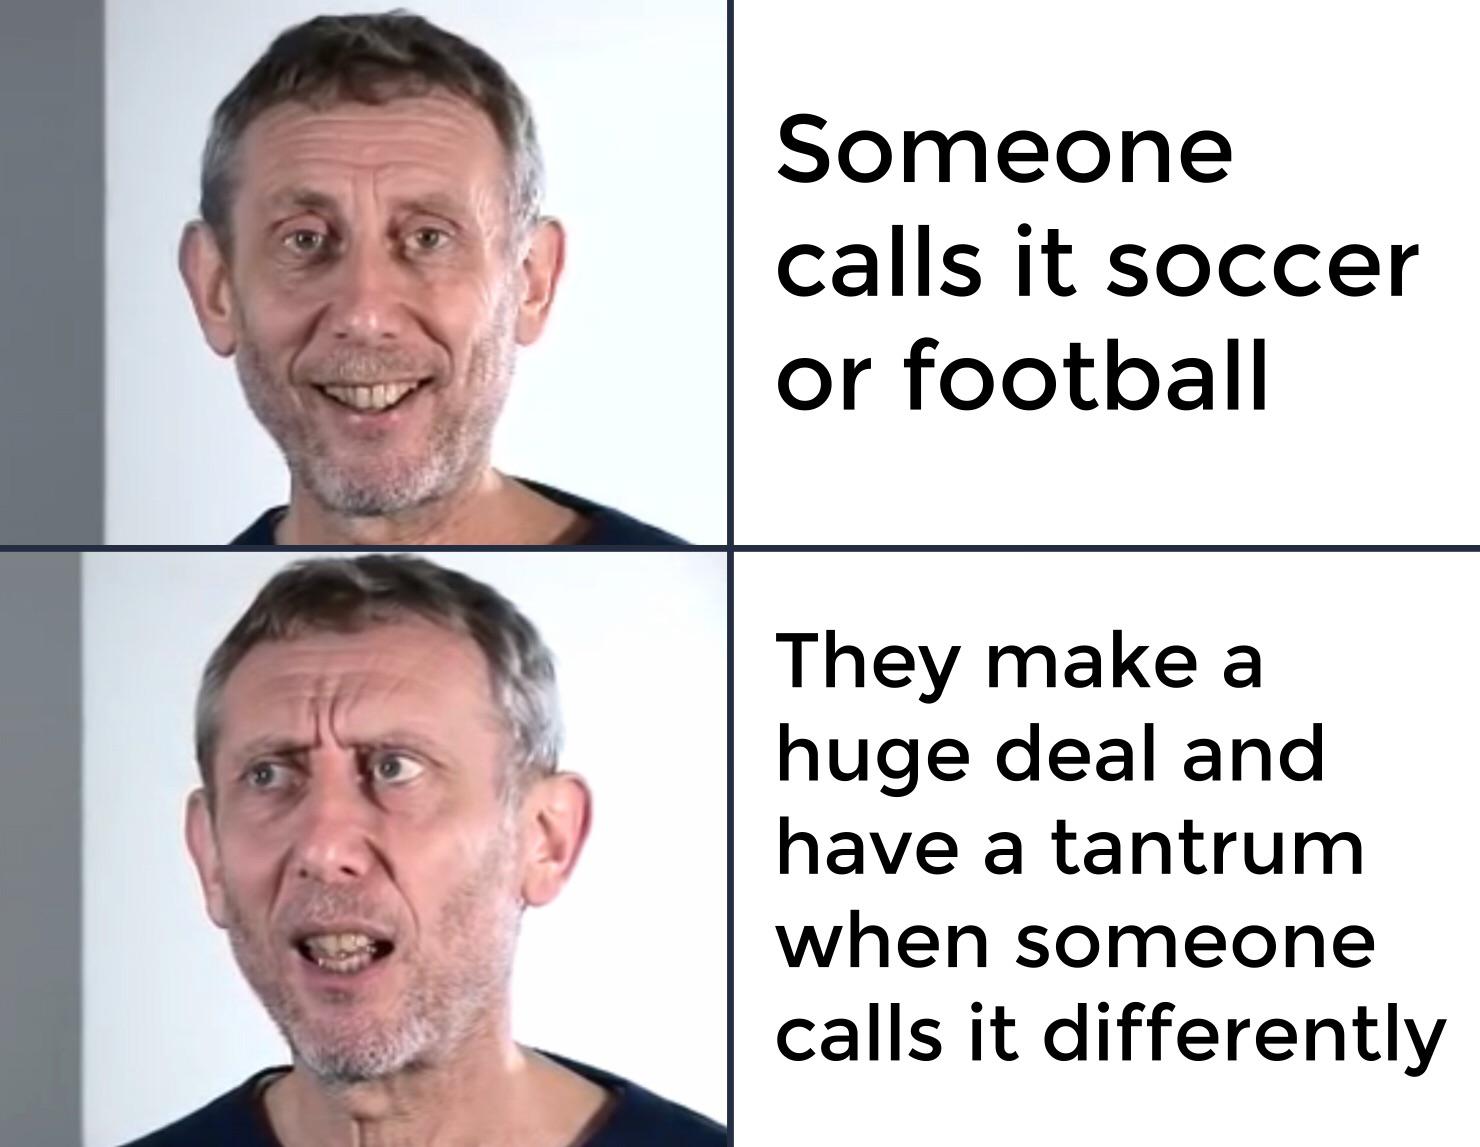 Someone
calls it soccer
or football
They make a
huge deal and
have a tantrum
when someone
calls it differently